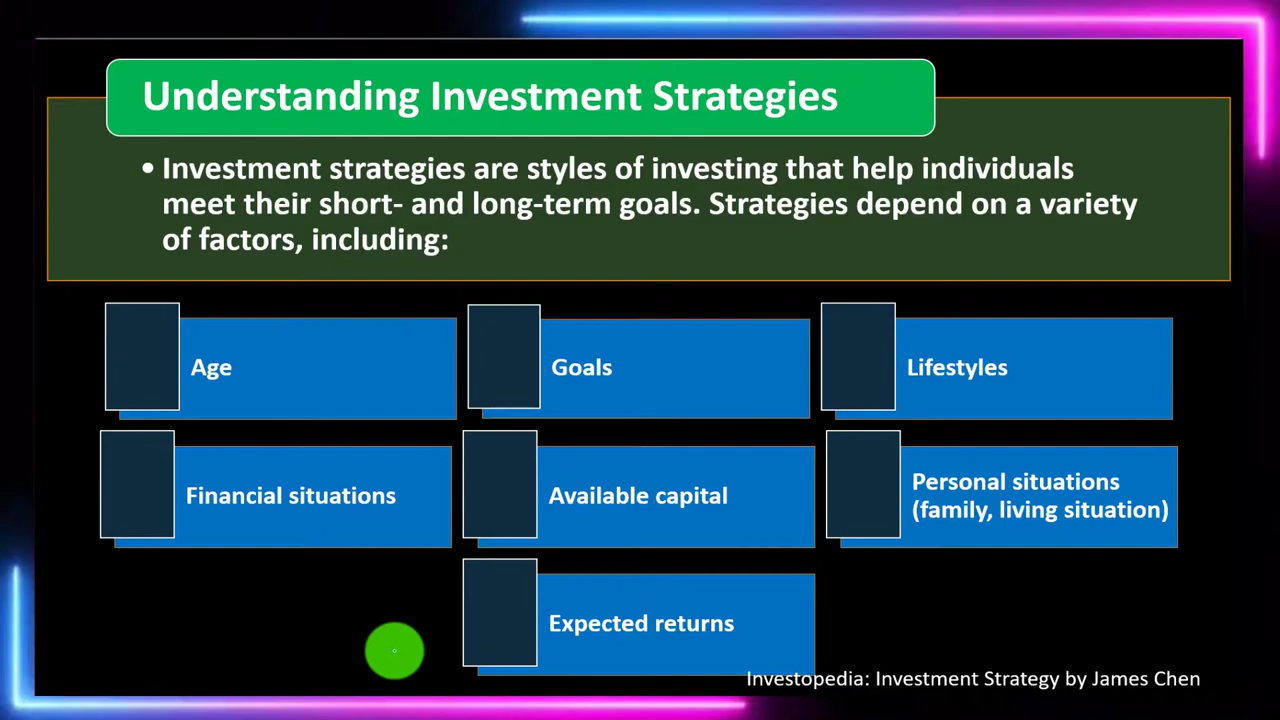 Understanding Investment Strategies
• Investment strategies are styles of investing that help individuals
meet their short- and long-term goals. Strategies depend on a variety
of factors, including:
Age
Goals
Lifestyles
Financial situations
Available capital
Personal situations
(family, living situation)
Expected returns
Investopedia: Investment Strategy by James Chen